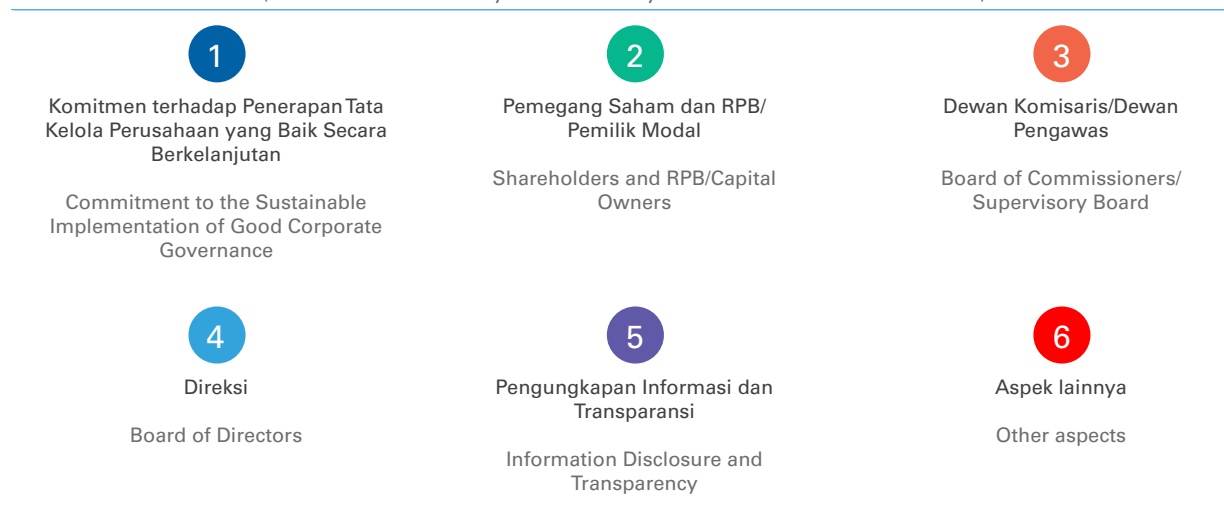 1
Komitmen terhadap Penerapan Tata
Kelola Perusahaan yang Baik Secara
Berkelanjutan
Commitment to the Sustainable
Implementation of Good Corporate
Governance
2
Pemegang Saham dan RPB/
Pemilik Modal
Shareholders and RPB/Capital
Owners
3
Dewan Komisaris/Dewan
Pengawas
Board of Commissioners/
Supervisory Board
4
Direksi
Board of Directors
5
Pengungkapan Informasi dan
Transparansi
Information Disclosure and
Transparency
6
Aspek lainnya
Other aspects